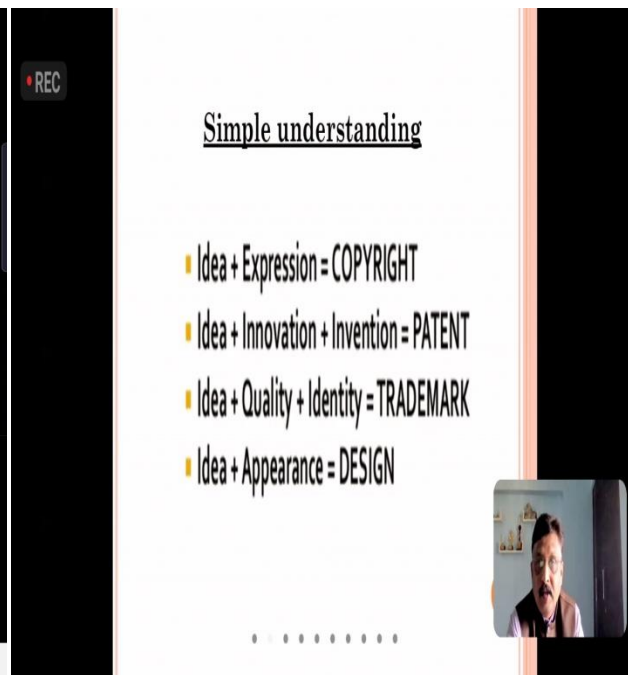 • REC
Simple understanding
▪ Idea + Expression = COPYRIGHT
▪ Idea + Innovation + Invention = PATENT
▪ Idea + Quality + Identity = TRADEMARK
▪ Idea + Appearance = DESIGN